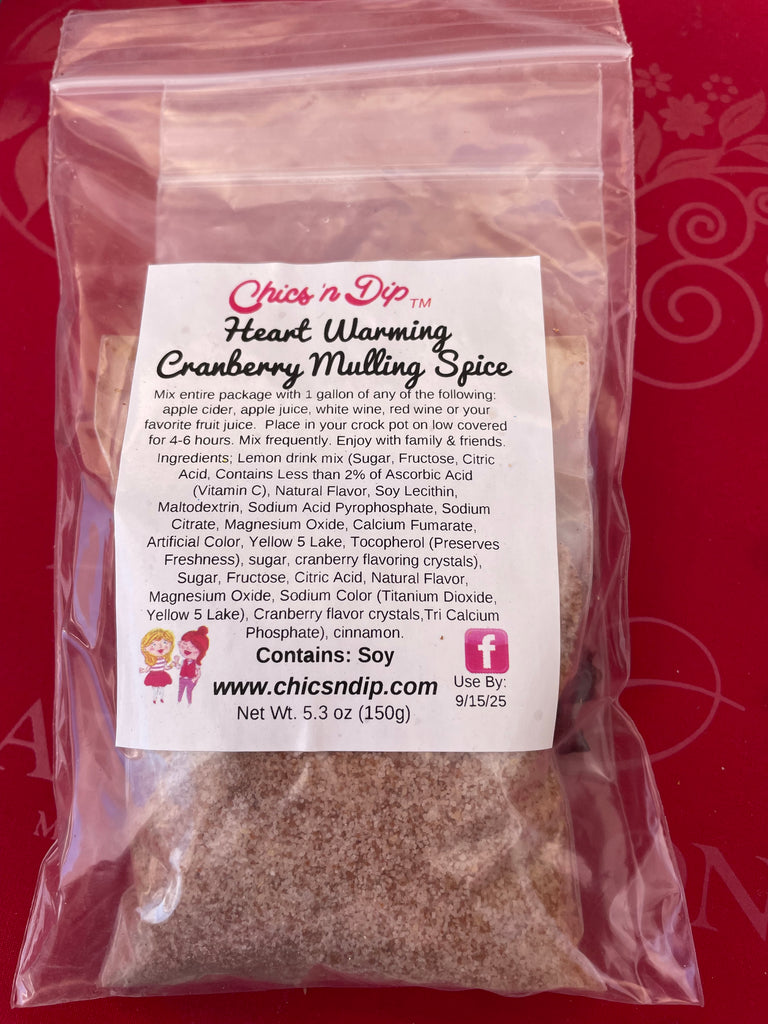 Chics 'n Dip TM
Heart Warming
Cranberry Mulling Spice
Mix entire package with 1 gallon of any of the following:
apple cider, apple juice, white wine, red wine or your
favorite fruit juice. Place in your crock pot on low covered
for 4-6 hours. Mix frequently. Enjoy with family & friends.
Ingredients; Lemon drink mix (Sugar, Fructose, Citric
Acid, Contains Less than 2% of Ascorbic Acid
(Vitamin C), Natural Flavor, Soy Lecithin,
Maltodextrin, Sodium Acid Pyrophosphate, Sodium
Citrate, Magnesium Oxide, Calcium Fumarate,
Artificial Color, Yellow 5 Lake, Tocopherol (Preserves
Freshness), sugar, cranberry flavoring crystals),
Sugar, Fructose, Citric Acid, Natural Flavor,
Magnesium Oxide, Sodium Color (Titanium Dioxide,
Yellow 5 Lake), Cranberry flavor crystals,Tri Calcium
Phosphate), cinnamon.
Contains: Soy
www.chicsndip.com
Net Wt. 5.3 oz (150g)
f
Use By:
9/15/25